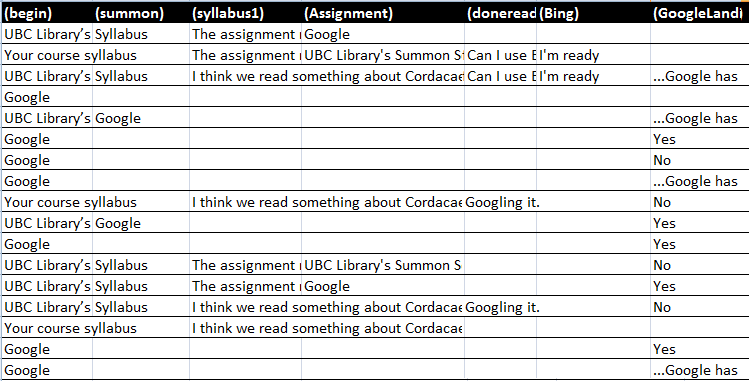 (begin) (summon) (syllabus1) (Assignment) (doneread (Bing) (GoogleLandi
UBC Library’s Syllabus The assignment Google
Your course syllabus The assignment UBC Library's Summon S Can I use I'm ready
UBC Library’s Syllabus I think we read something about Cordacae Can I use I'm ready ...Google has
Google
UBC Library’s Google ...Google has
Google Yes
Google No
Google ...Google has
Your course syllabus I think we read something about Cordacae Googling it. No
UBC Library’s Google Yes
Google Yes
UBC Library’s Syllabus The assignment UBC Library's Summon S No
UBC Library’s Syllabus The assignment Google Yes
UBC Library’s Syllabus I think we read something about Cordacae Googling it. No
Your course syllabus I think we read something about Cordacae
Google Yes
Google ...Google has